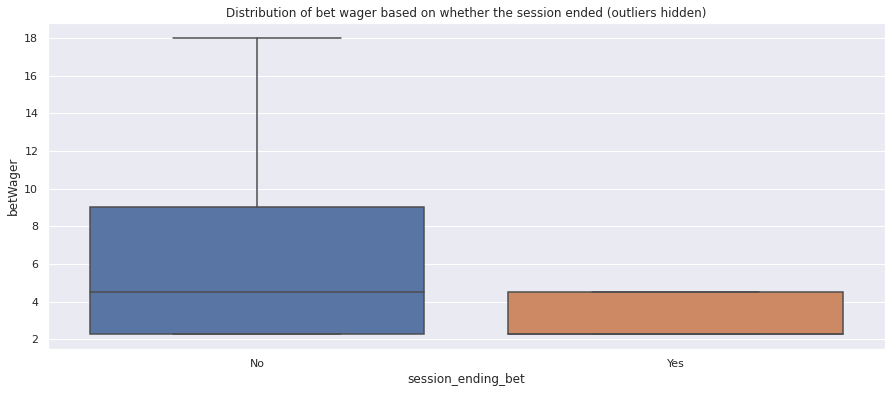 Distribution of bet wager based on whether the session ended (outliers hidden)
18
16
14
12
10
8
6
4
2
betWager
No
Yes
session_ending_bet